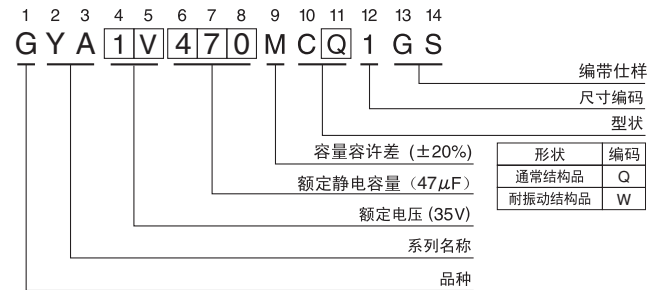 1 2 3 4 5 6 7 8 9 10 11 12 13 14
G Y A 1 V 4 7 0 M C Q 1 G S
编带仕样
尺寸编码
型状
容量容许差 (±20%)
额定静电容量（47μF）
额定电压 (35V)
系列名称
品种
形状 编码
通常结构品 Q
耐振动结构品 W